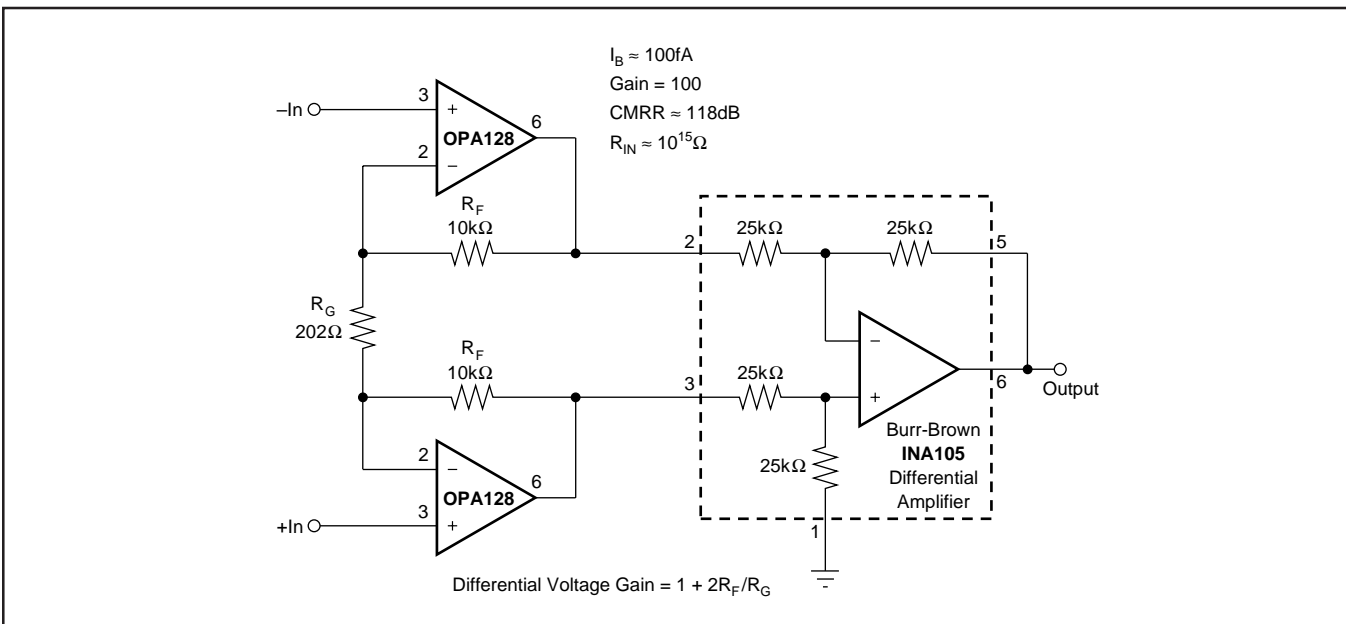 I_B ≈ 100fA
Gain = 100
CMRR ≈ 118dB
R_IN ≈ 10^15Ω
–In
3
+
OPA128
6
2
–
R_F
10kΩ
R_G
202Ω
R_F
10kΩ
2
–
OPA128
6
3
+
+In
2
25kΩ
25kΩ
5
–
3
25kΩ
+
6
Output
25kΩ
Burr-Brown
INA105
Differential
Amplifier
1
Differential Voltage Gain = 1 + 2R_F/R_G